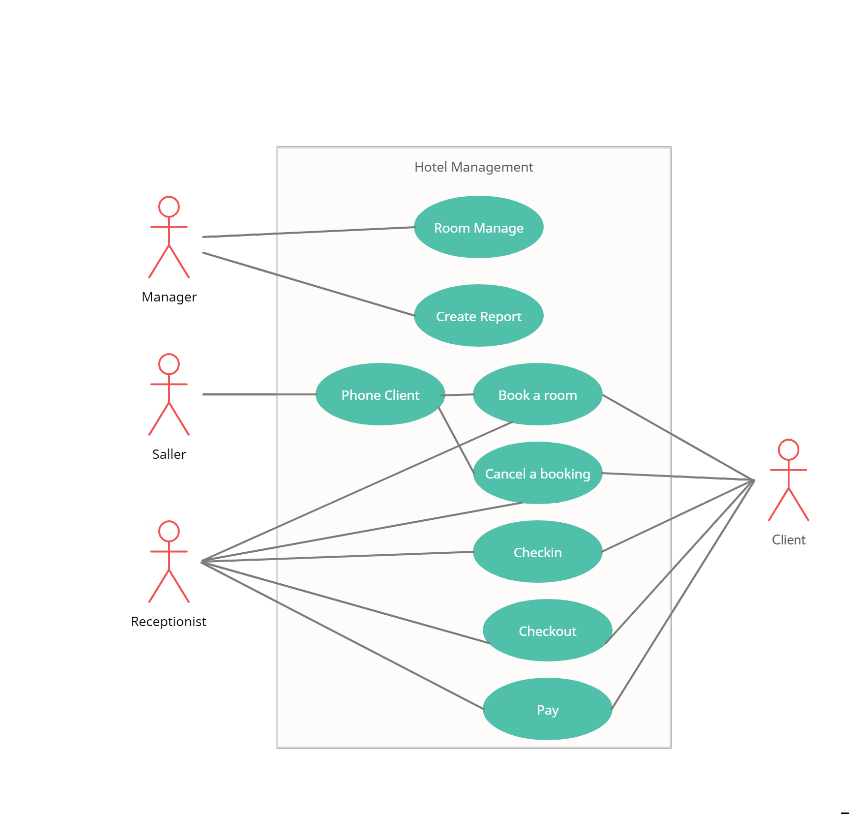 Hotel Management
Room Manage
Manager
Create Report
Saller
Phone Client
Book a room
Cancel a booking
Client
Checkin
Receptionist
Checkout
Pay